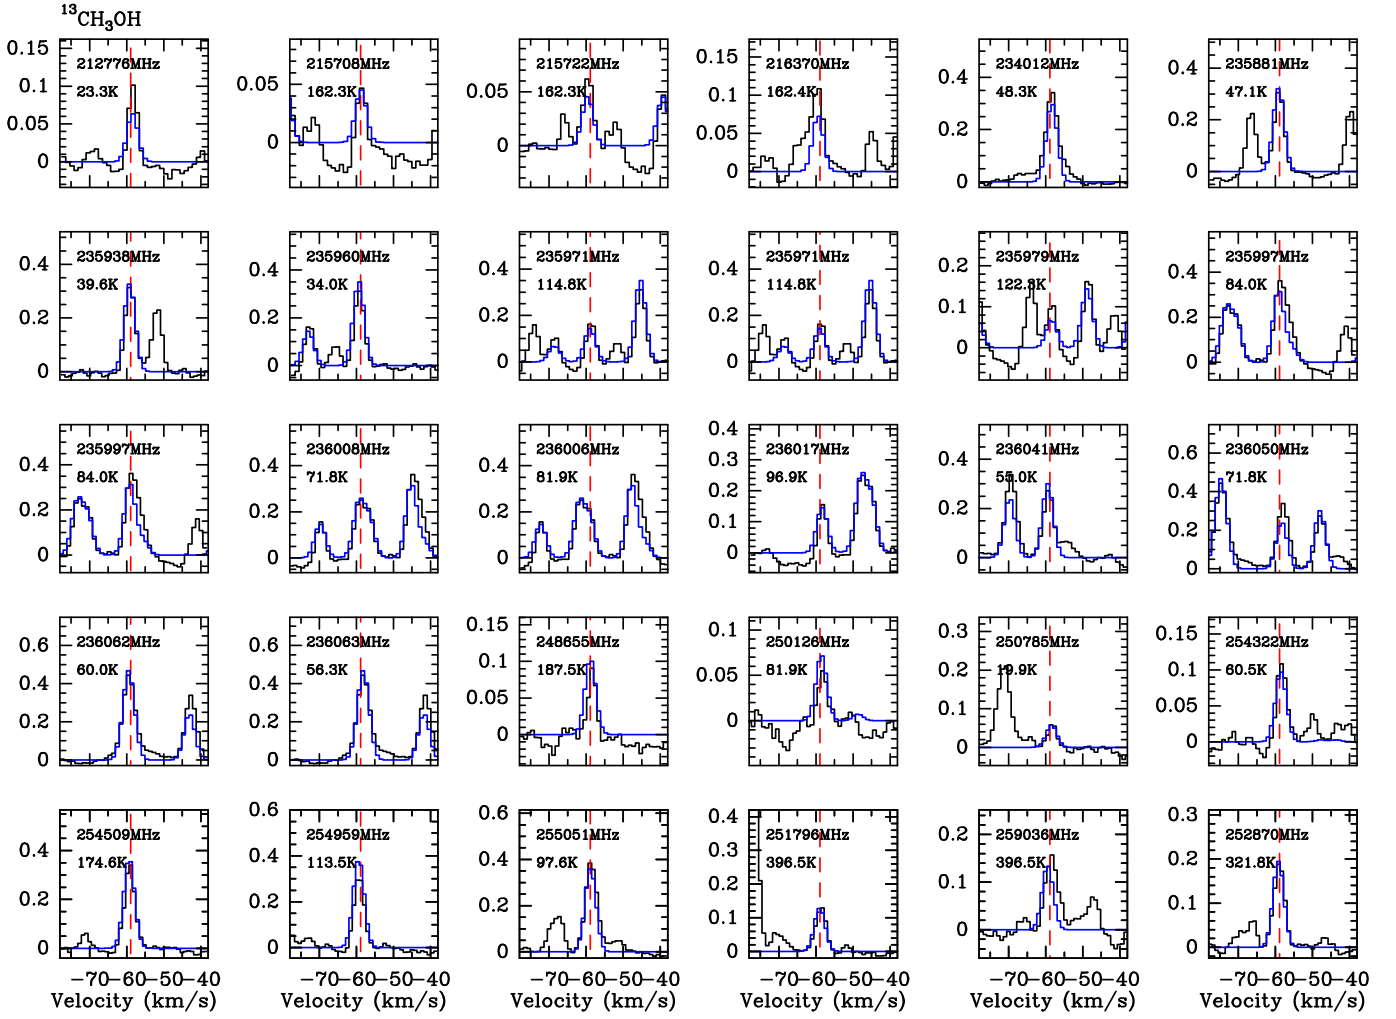 ¹³CH₃OH
0.15 0.1 0.05 0
212776MHz
23.3K
0.05 0
215708MHz
162.3K
0.05 0
215722MHz
162.3K
0.15 0.1 0.05 0
216370MHz
162.4K
0.4 0.2 0
234012MHz
48.3K
0.4 0.2 0
235881MHz
47.1K
0.4 0.2 0
235938MHz
39.6K
0.4 0.2 0
235960MHz
34.0K
0.4 0.2 0
235971MHz
114.8K
0.4 0.2 0
235971MHz
114.8K
0.2 0.1 0
235979MHz
122.3K
0.4 0.2 0
235997MHz
84.0K
0.4 0.2 0
235997MHz
84.0K
0.4 0.2 0
236008MHz
71.8K
0.4 0.2 0
236006MHz
81.9K
0.4 0.3 0.2 0.1 0
236017MHz
96.9K
0.4 0.2 0
236041MHz
55.0K
0.6 0.4 0.2 0
236050MHz
71.8K
0.6 0.4 0.2 0
236062MHz
60.0K
0.6 0.4 0.2 0
236063MHz
56.3K
0.15 0.1 0.05 0
248655MHz
187.5K
0.1 0.05 0
250126MHz
81.9K
0.3 0.2 0.1 0
250785MHz
19.9K
0.15 0.1 0.05 0
254322MHz
60.5K
0.4 0.2 0
254509MHz
174.6K
0.6 0.4 0.2 0
254959MHz
113.5K
0.6 0.4 0.2 0
255051MHz
97.6K
0.4 0.3 0.2 0.1 0
251796MHz
396.5K
0.2 0.1 0
259036MHz
396.5K
0.3 0.2 0.1 0
252870MHz
321.8K
−70 −60 −50 −40 −70 −60 −50 −40 −70 −60 −50 −40 −70 −60 −50 −40 −70 −60 −50 −40 −70 −60 −50 −40
Velocity (km/s) Velocity (km/s) Velocity (km/s) Velocity (km/s) Velocity (km/s) Velocity (km/s)